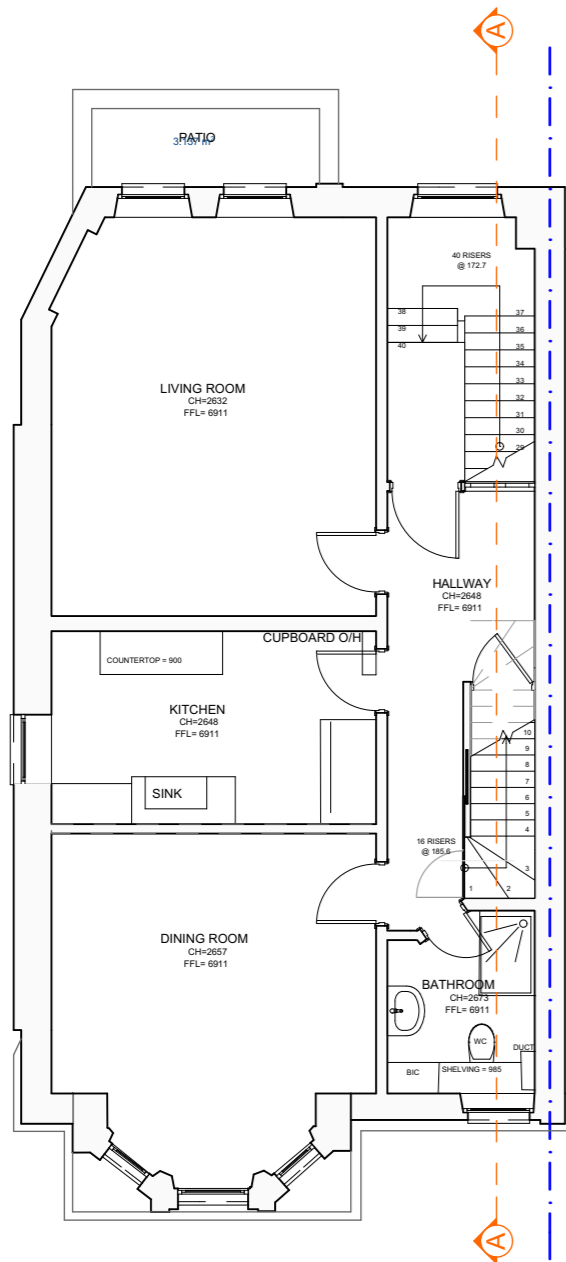 A
PATIO
3.137 m²
40 RISERS
@ 172.7
38
39
40
37
36
35
34
33
32
31
30
29
LIVING ROOM
CH=2632
FFL= 6911
HALLWAY
CH=2648
FFL= 6911
CUPBOARD O/H
COUNTERTOP = 900
KITCHEN
CH=2648
FFL= 6911
SINK
10
9
8
7
6
5
4
3
2
1
16 RISERS
@ 185.6
DINING ROOM
CH=2657
FFL= 6911
BATHROOM
CH=2673
FFL= 6911
WC
DUCT
BIC
SHELVING = 985
A